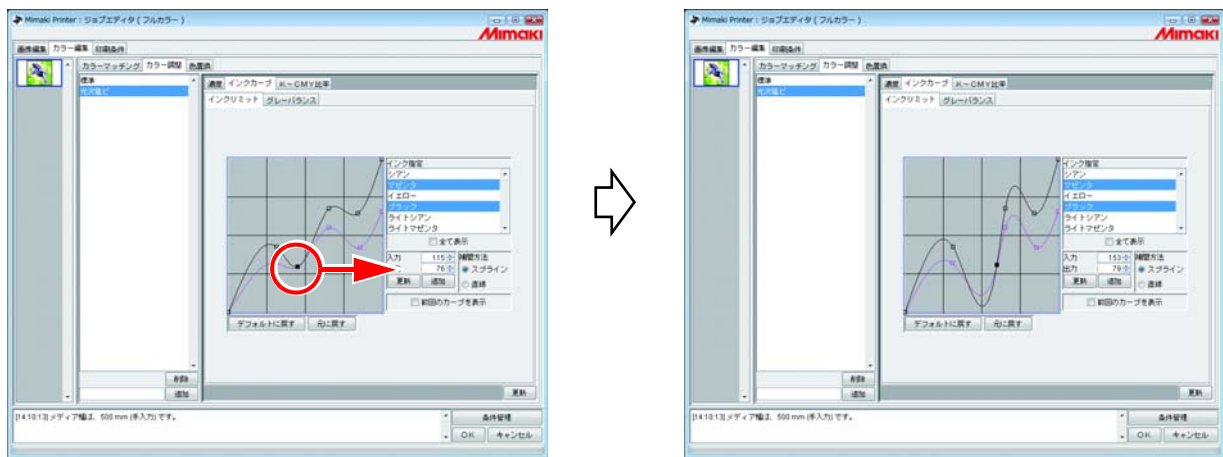 Mimaki Printer : ジョブエディタ ( フルカラー )
Mimaki
画像編集 カラー編集 印刷条件
カラーマッチング カラー調整 色置換
標準
光沢塩ビ
濃度 インクカーブ K-CMY比率
インクリミット グレーバランス
インク指定
シアン
マゼンタ
イエロー
ブラック
ライトシアン
ライトマゼンタ
全て表示
入力 115 補間方法
78 スプライン
更新 追加 直線
前回のカーブを表示
デフォルトに戻す 元に戻す
削除
追加 更新
[14:10:13] メディア幅は、500 mm (手入力) です。
条件管理
OK キャンセル
Mimaki Printer : ジョブエディタ ( フルカラー )
Mimaki
画像編集 カラー編集 印刷条件
カラーマッチング カラー調整 色置換
標準
光沢塩ビ
濃度 インクカーブ K-CMY比率
インクリミット グレーバランス
インク指定
シアン
マゼンタ
イエロー
ブラック
ライトシアン
ライトマゼンタ
全て表示
入力 153 補間方法
出力 79 スプライン
更新 追加 直線
前回のカーブを表示
デフォルトに戻す 元に戻す
削除
追加 更新
[14:10:13] メディア幅は、500 mm (手入力) です。
条件管理
OK キャンセル